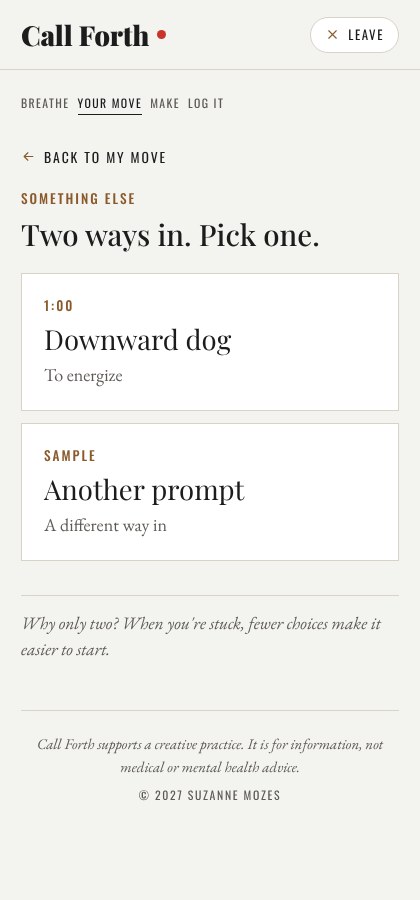 Call Forth
× LEAVE
BREATHE YOUR MOVE MAKE LOG IT
← BACK TO MY MOVE
SOMETHING ELSE
Two ways in. Pick one.
1:00
Downward dog
To energize
SAMPLE
Another prompt
A different way in
Why only two? When you're stuck, fewer choices make it
easier to start.
Call Forth supports a creative practice. It is for information, not
medical or mental health advice.
© 2027 SUZANNE MOZES